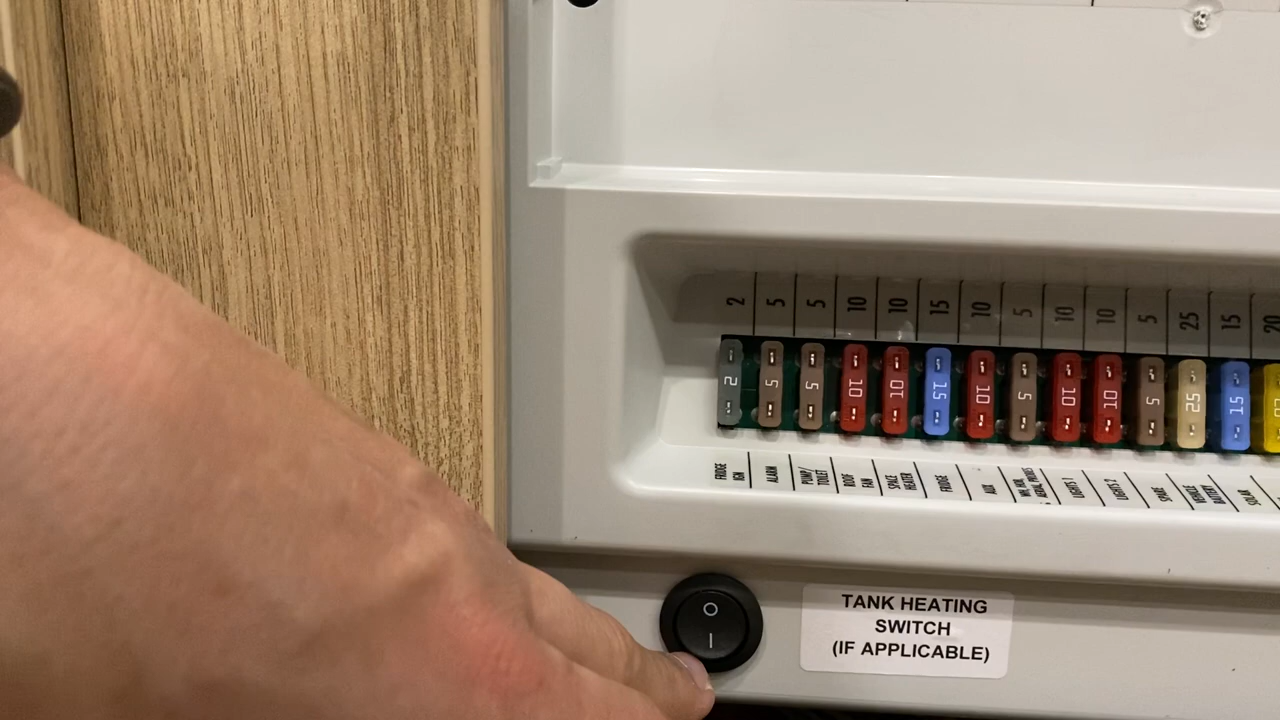 2 5 5 10 10 15 10 5 10 10 5 25 15 20
2 5 5 10 10 15 10 5 10 10 5 25 15
FRIDGE IGN
ALARM
PUMP/ TOILET
ROOF FAN
SPACE HEATER
FRIDGE
AUX
LIGHTS 1
LIGHTS 2
SPARE
VEHICLE BATTERY
SOLAR
O
I
TANK HEATING
SWITCH
(IF APPLICABLE)